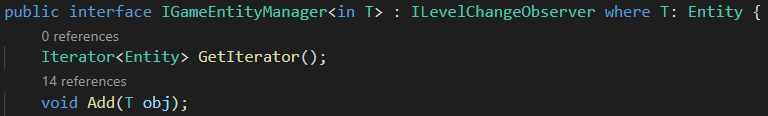 public interface IGameEntityManager<in T> : ILevelChangeObserver where T: Entity {
0 references
Iterator<Entity> GetIterator();
14 references
void Add(T obj);